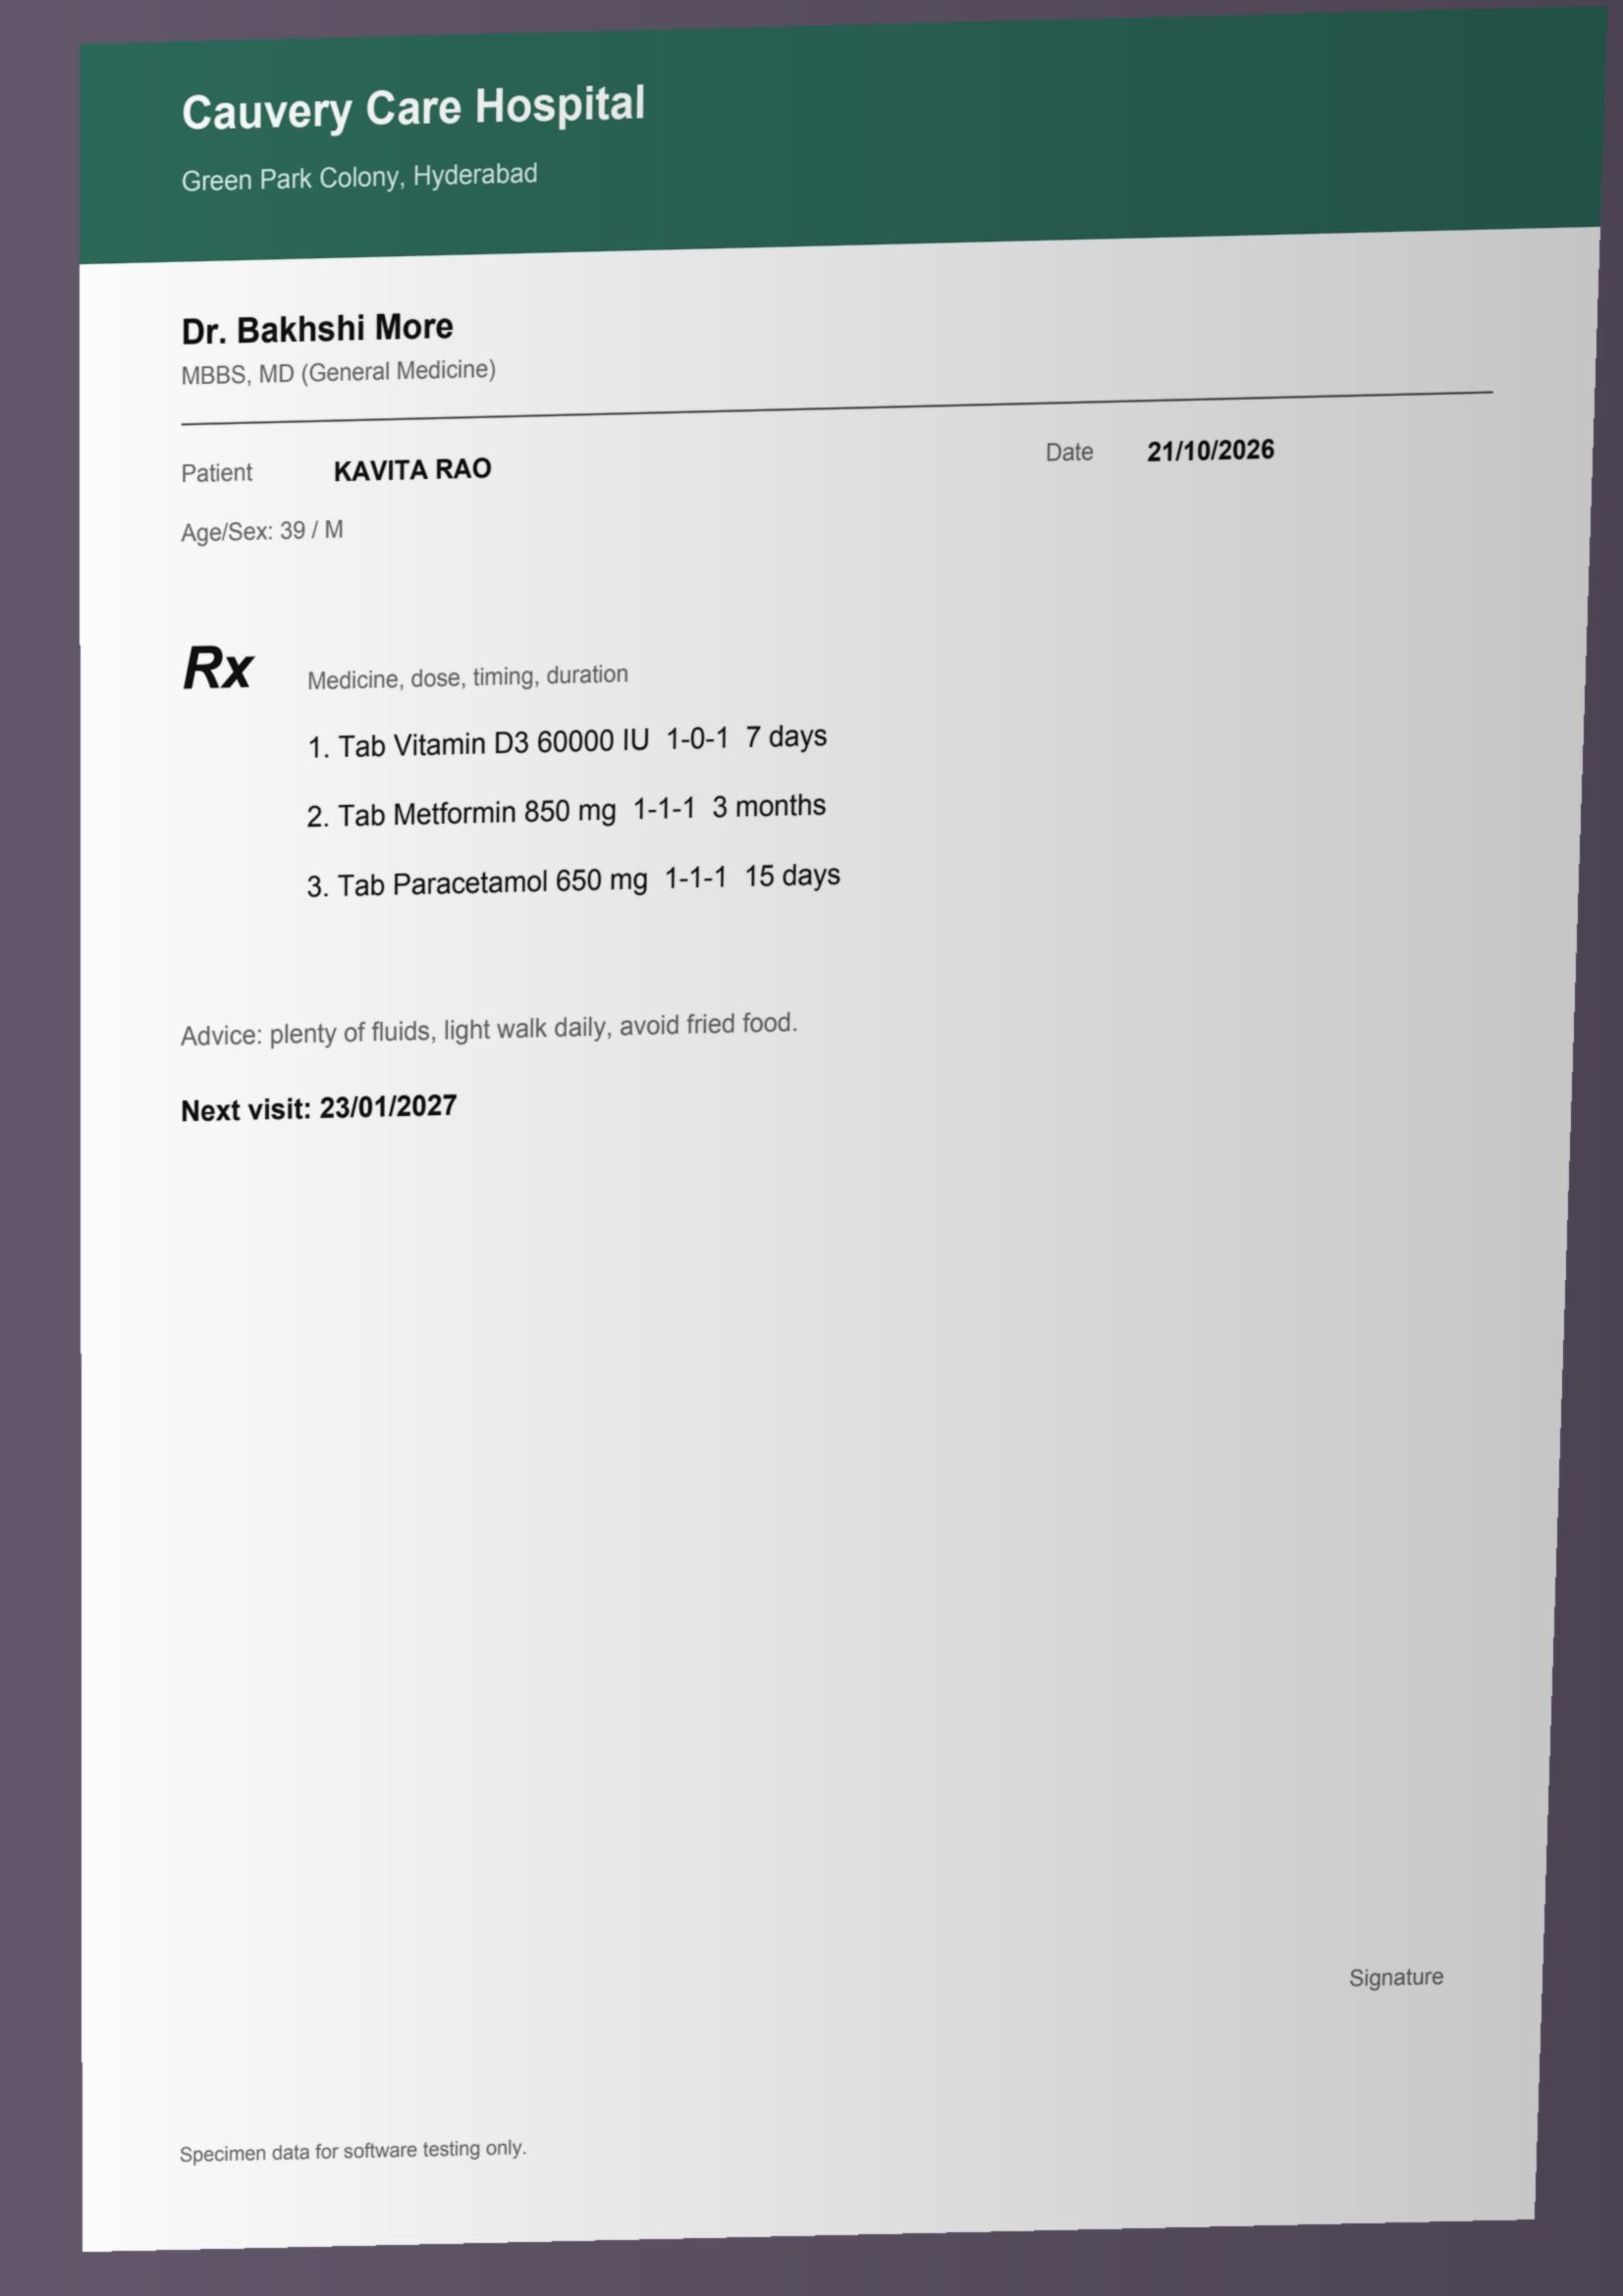 Cauvery Care Hospital
Green Park Colony, Hyderabad
Dr. Bakhshi More
MBBS, MD (General Medicine)
Patient KAVITA RAO Date 21/10/2026
Age/Sex: 39 / M
Rx Medicine, dose, timing, duration
1. Tab Vitamin D3 60000 IU 1-0-1 7 days
2. Tab Metformin 850 mg 1-1-1 3 months
3. Tab Paracetamol 650 mg 1-1-1 15 days
Advice: plenty of fluids, light walk daily, avoid fried food.
Next visit: 23/01/2027
Signature
Specimen data for software testing only.